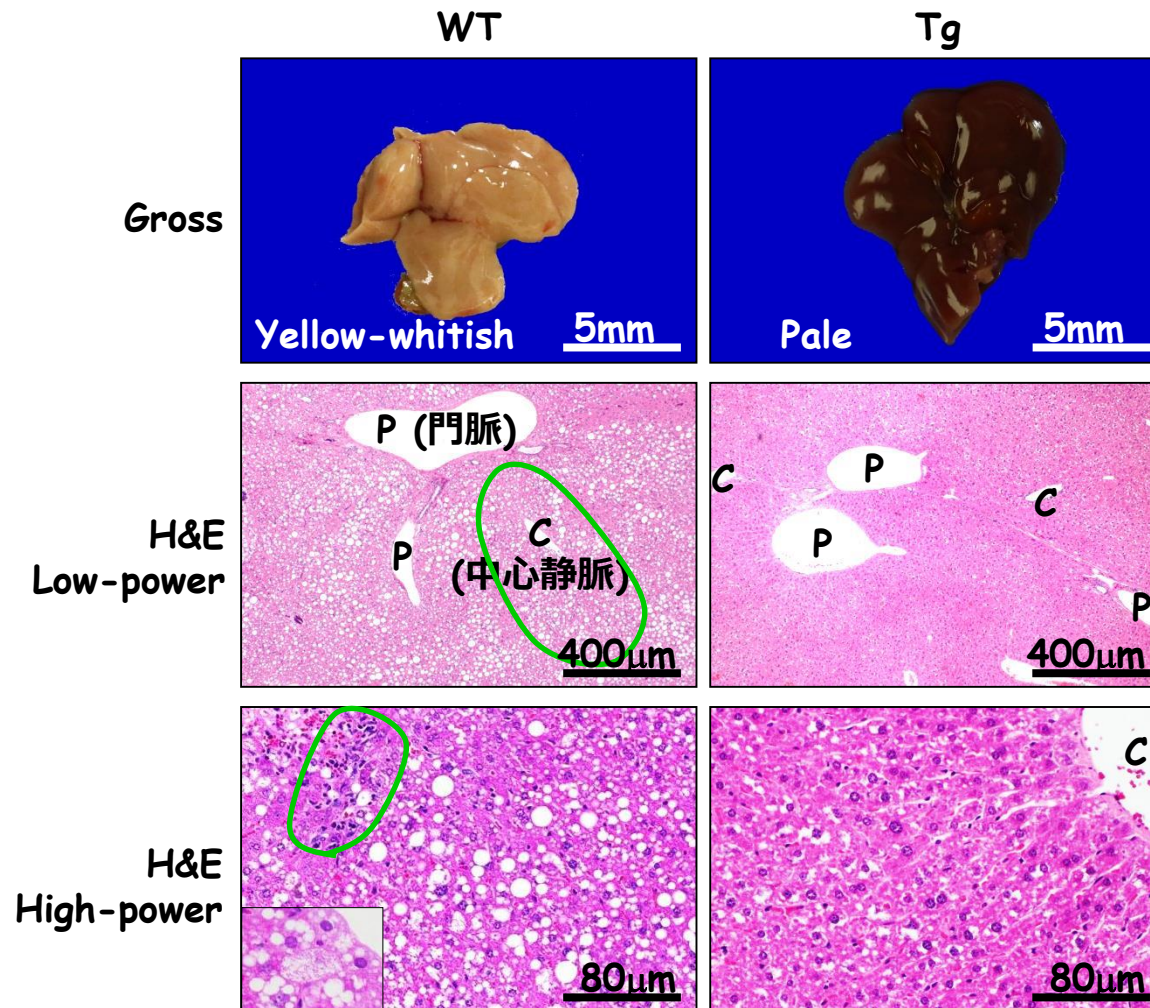 WT
Tg
Gross
Yellow-whitish
5mm
Pale
5mm
H&E
Low-power
P (門脈)
P
C
(中心静脈)
400μm
C
P
P
C
P
400μm
H&E
High-power
80μm
C
80μm